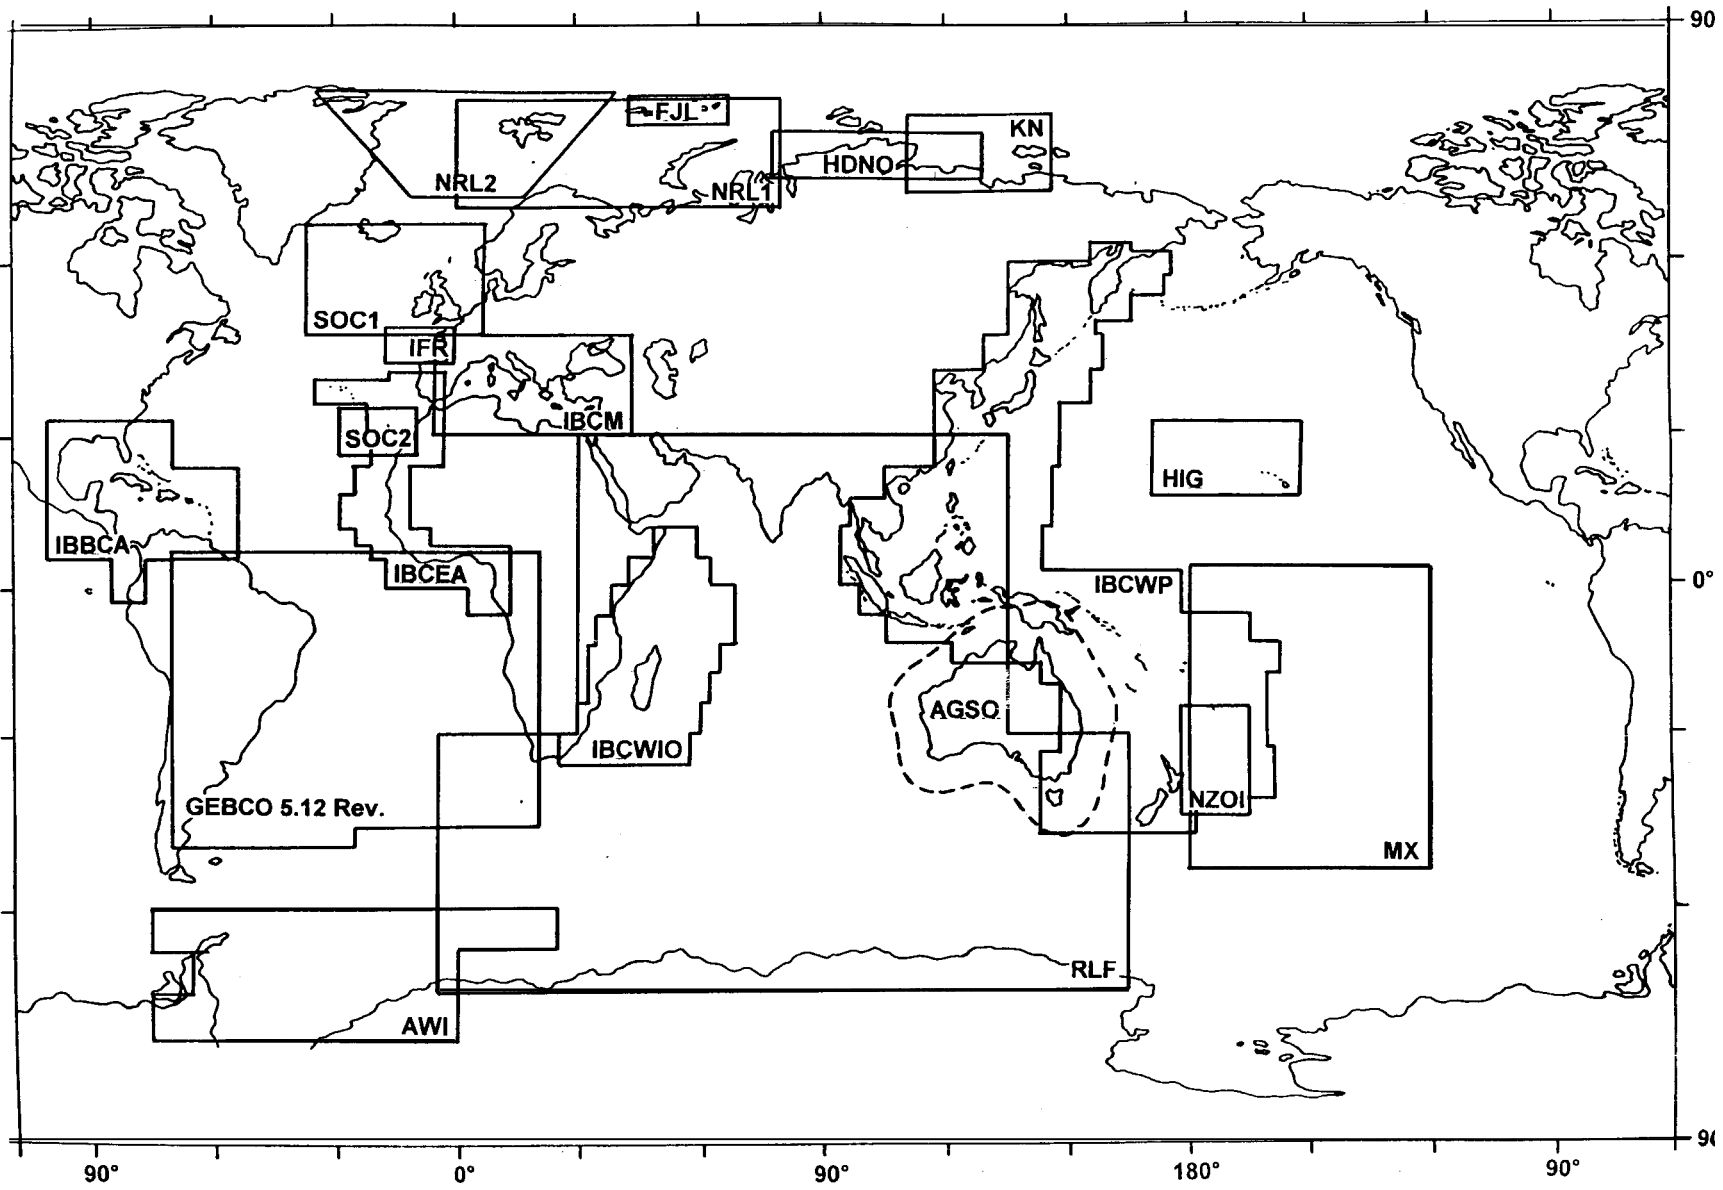 90
FJL
KN
HDNO
NRL2
NRL1
SOC1
IFR
IBCM
SOC2
HIG
IBBCA
IBCEA
IBCWP
0°
AGSO
IBCWIO
GEBCO 5.12 Rev.
NZOI
MX
RLF
AWI
90
90°
0°
90°
180°
90°